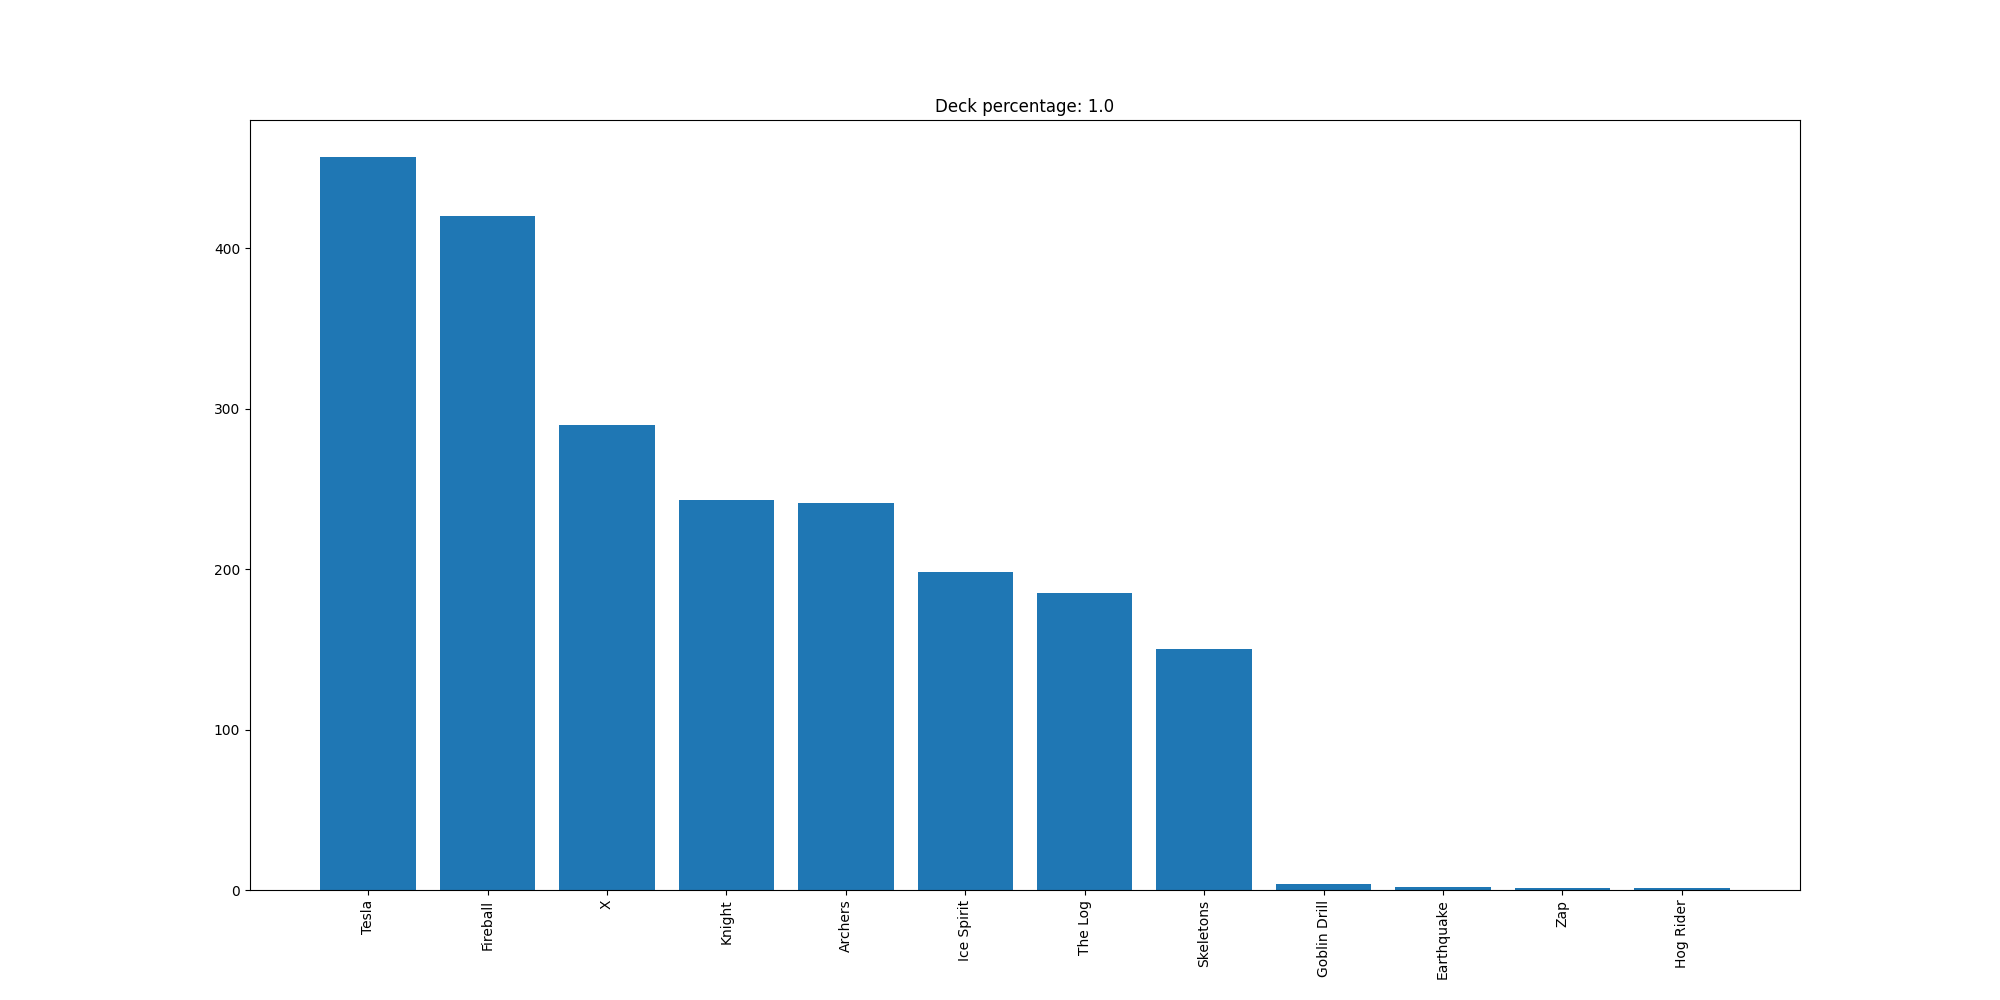 Deck percentage: 1.0
400
300
200
100
0
Tesla
Fireball
X
Knight
Archers
Ice Spirit
The Log
Skeletons
Goblin Drill
Earthquake
Zap
Hog Rider